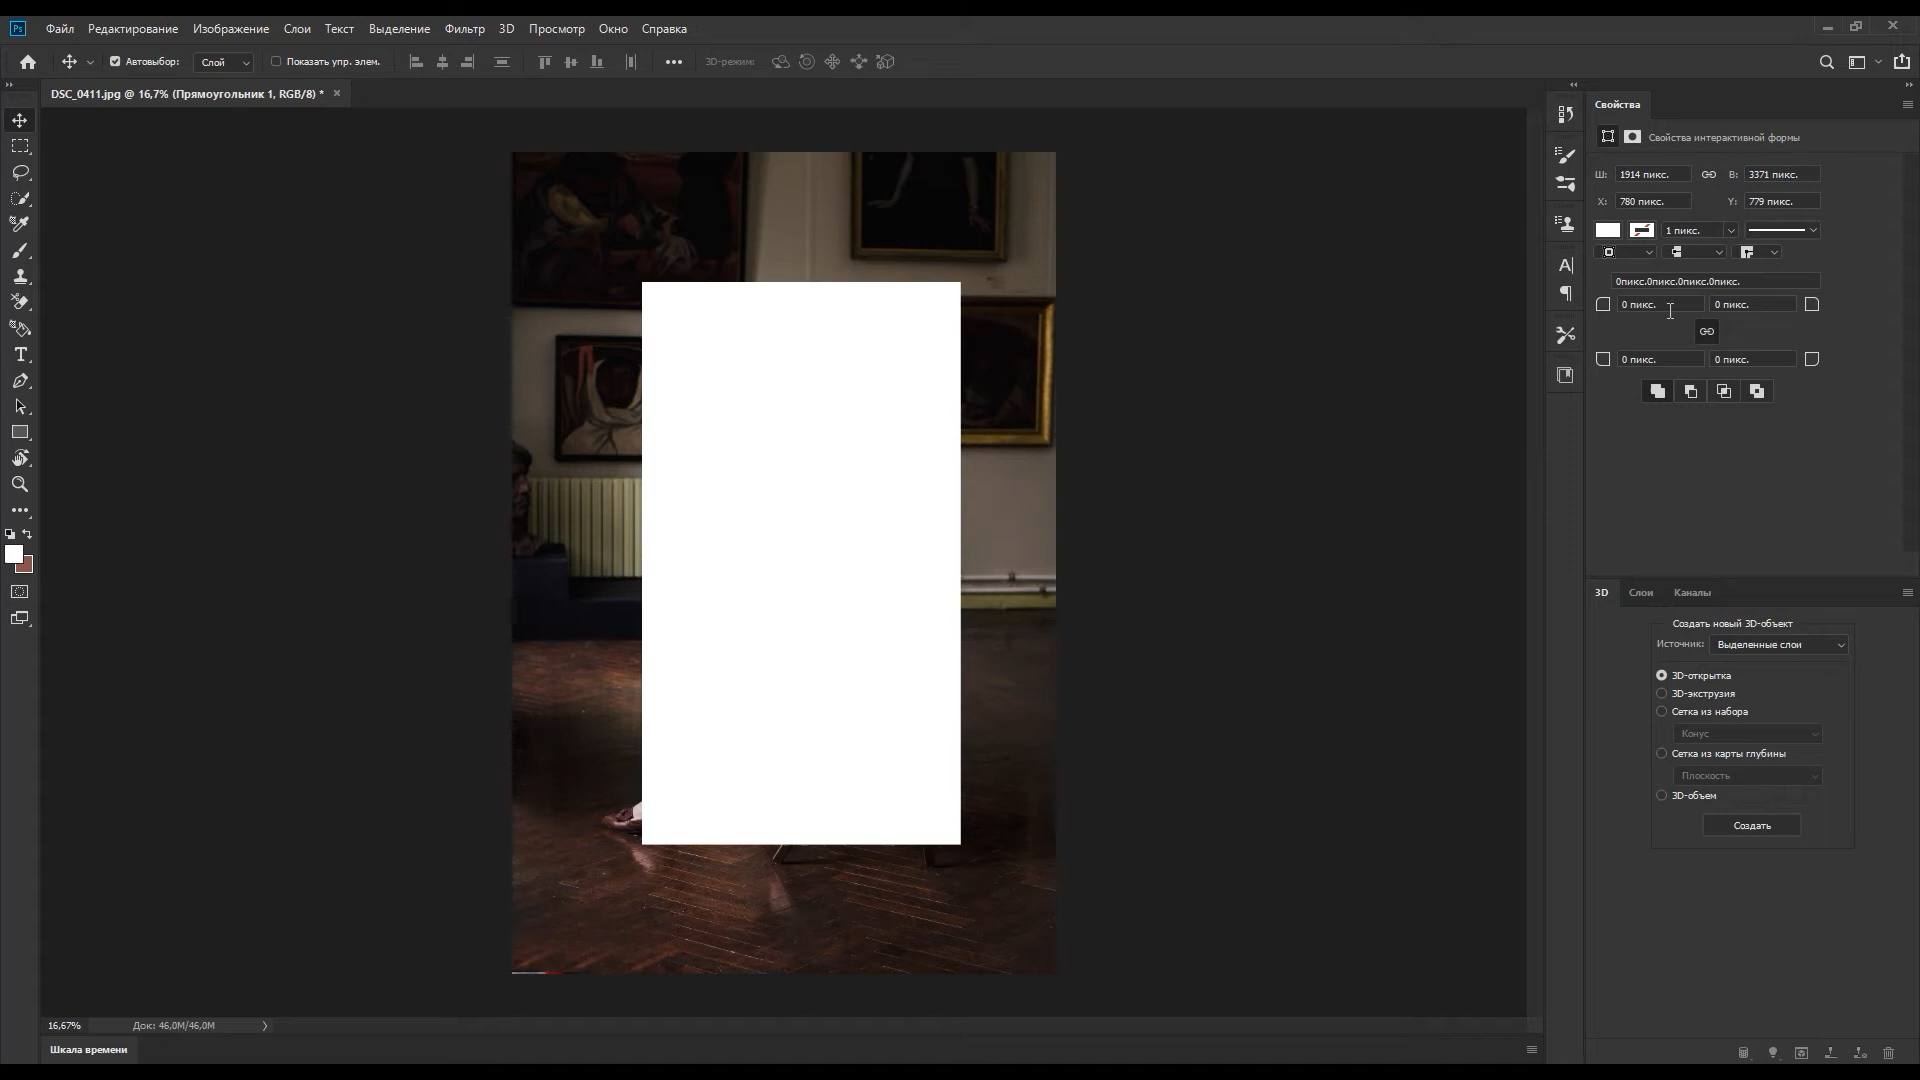 Ps Файл Редактирование Изображение Слои Текст Выделение Фильтр 3D Просмотр Окно Справка
Автовыбор: Слой Показать упр. элем. 3D-режим:
DSC_0411.jpg @ 16,7% (Прямоугольник 1, RGB/8) *
Свойства
Свойства интерактивной формы
Ш: 1914 пикс. В: 3371 пикс.
X: 780 пикс. Y: 779 пикс.
1 пикс.
0пикс.0пикс.0пикс.0пикс.
0 пикс. 0 пикс.
0 пикс. 0 пикс.
3D Слои Каналы
Создать новый 3D-объект
Источник: Выделенные слои
3D-открытка
3D-экструзия
Сетка из набора
Конус
Сетка из карты глубины
Плоскость
3D-объем
Создать
16,67% Док: 46,0M/46,0M
Шкала времени